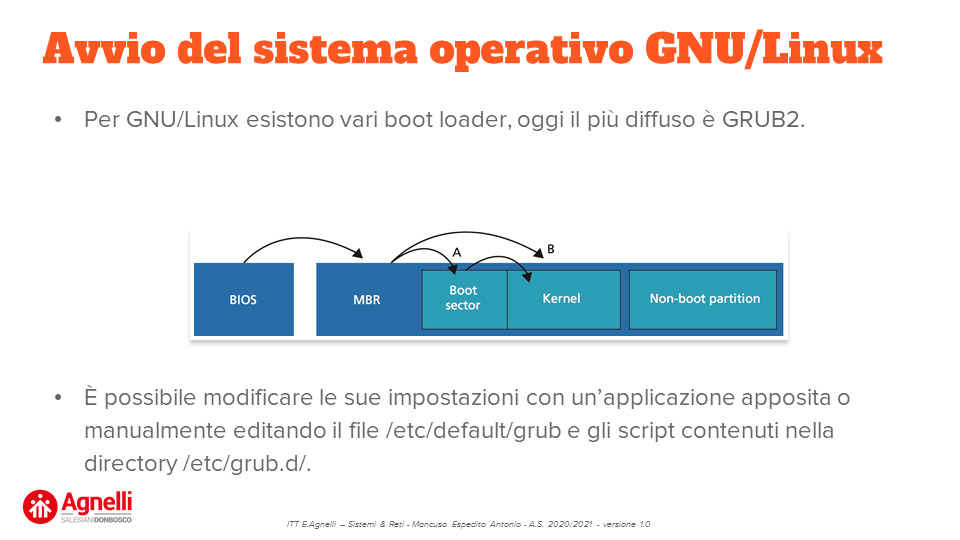 Avvio del sistema operativo GNU/Linux
• Per GNU/Linux esistono vari boot loader, oggi il più diffuso è GRUB2.
A
B
BIOS
MBR
Boot
sector
Kernel
Non-boot partition
• È possibile modificare le sue impostazioni con un’applicazione apposita o
manualmente editando il file /etc/default/grub e gli script contenuti nella
directory /etc/grub.d/.
Agnelli
SALESIANIDONBOSCO
ITT E.Agnelli – Sistemi & Reti - Mancuso Espedito Antonio - A.S. 2020/2021 - versione 1.0